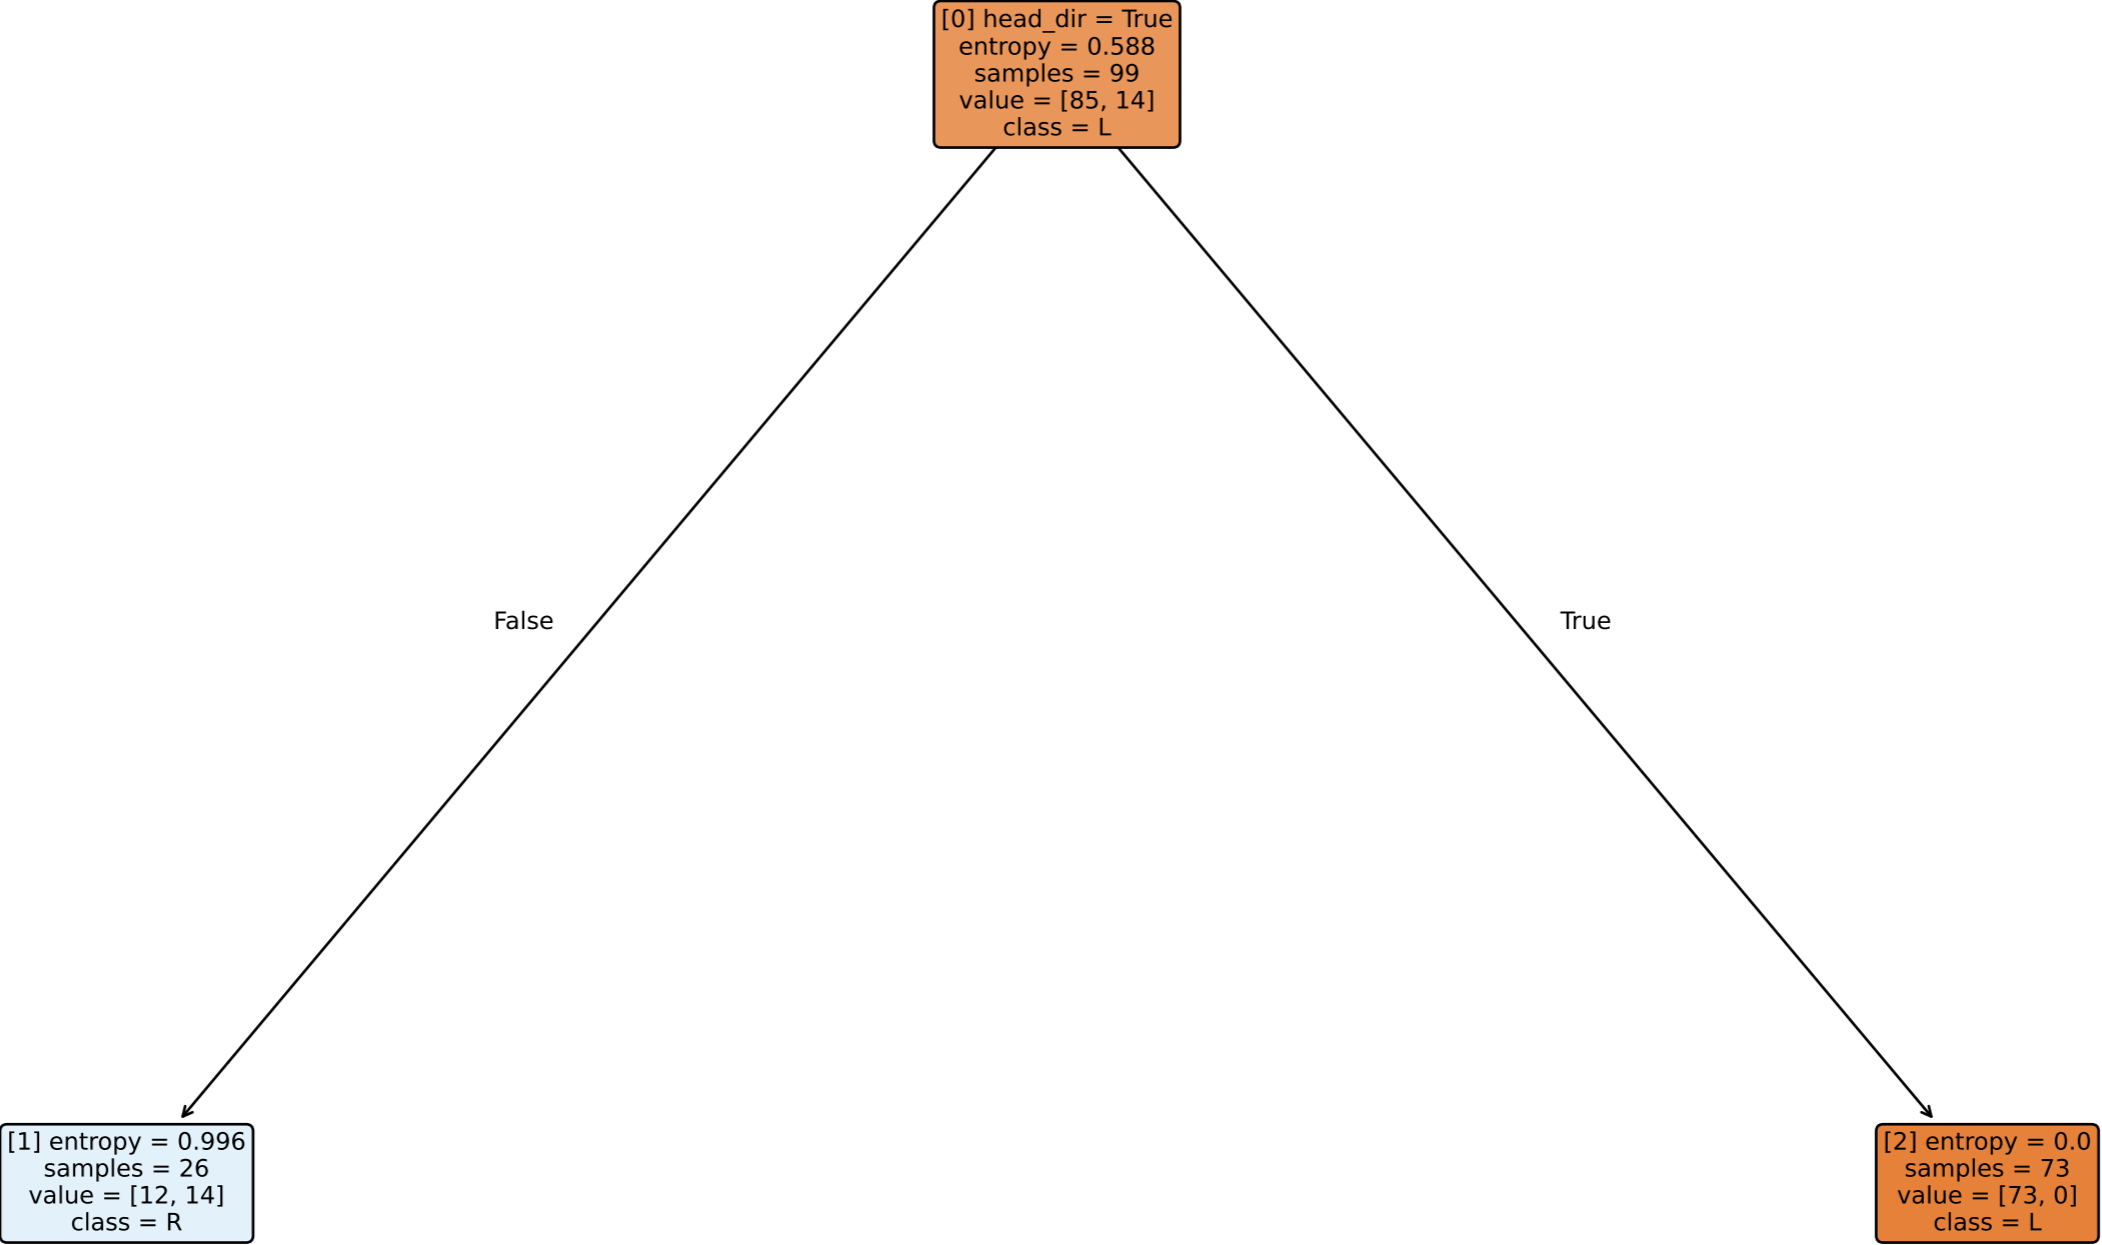 [0] head_dir = True
entropy = 0.588
samples = 99
value = [85, 14]
class = L
False
True
[1] entropy = 0.996
samples = 26
value = [12, 14]
class = R
[2] entropy = 0.0
samples = 73
value = [73, 0]
class = L